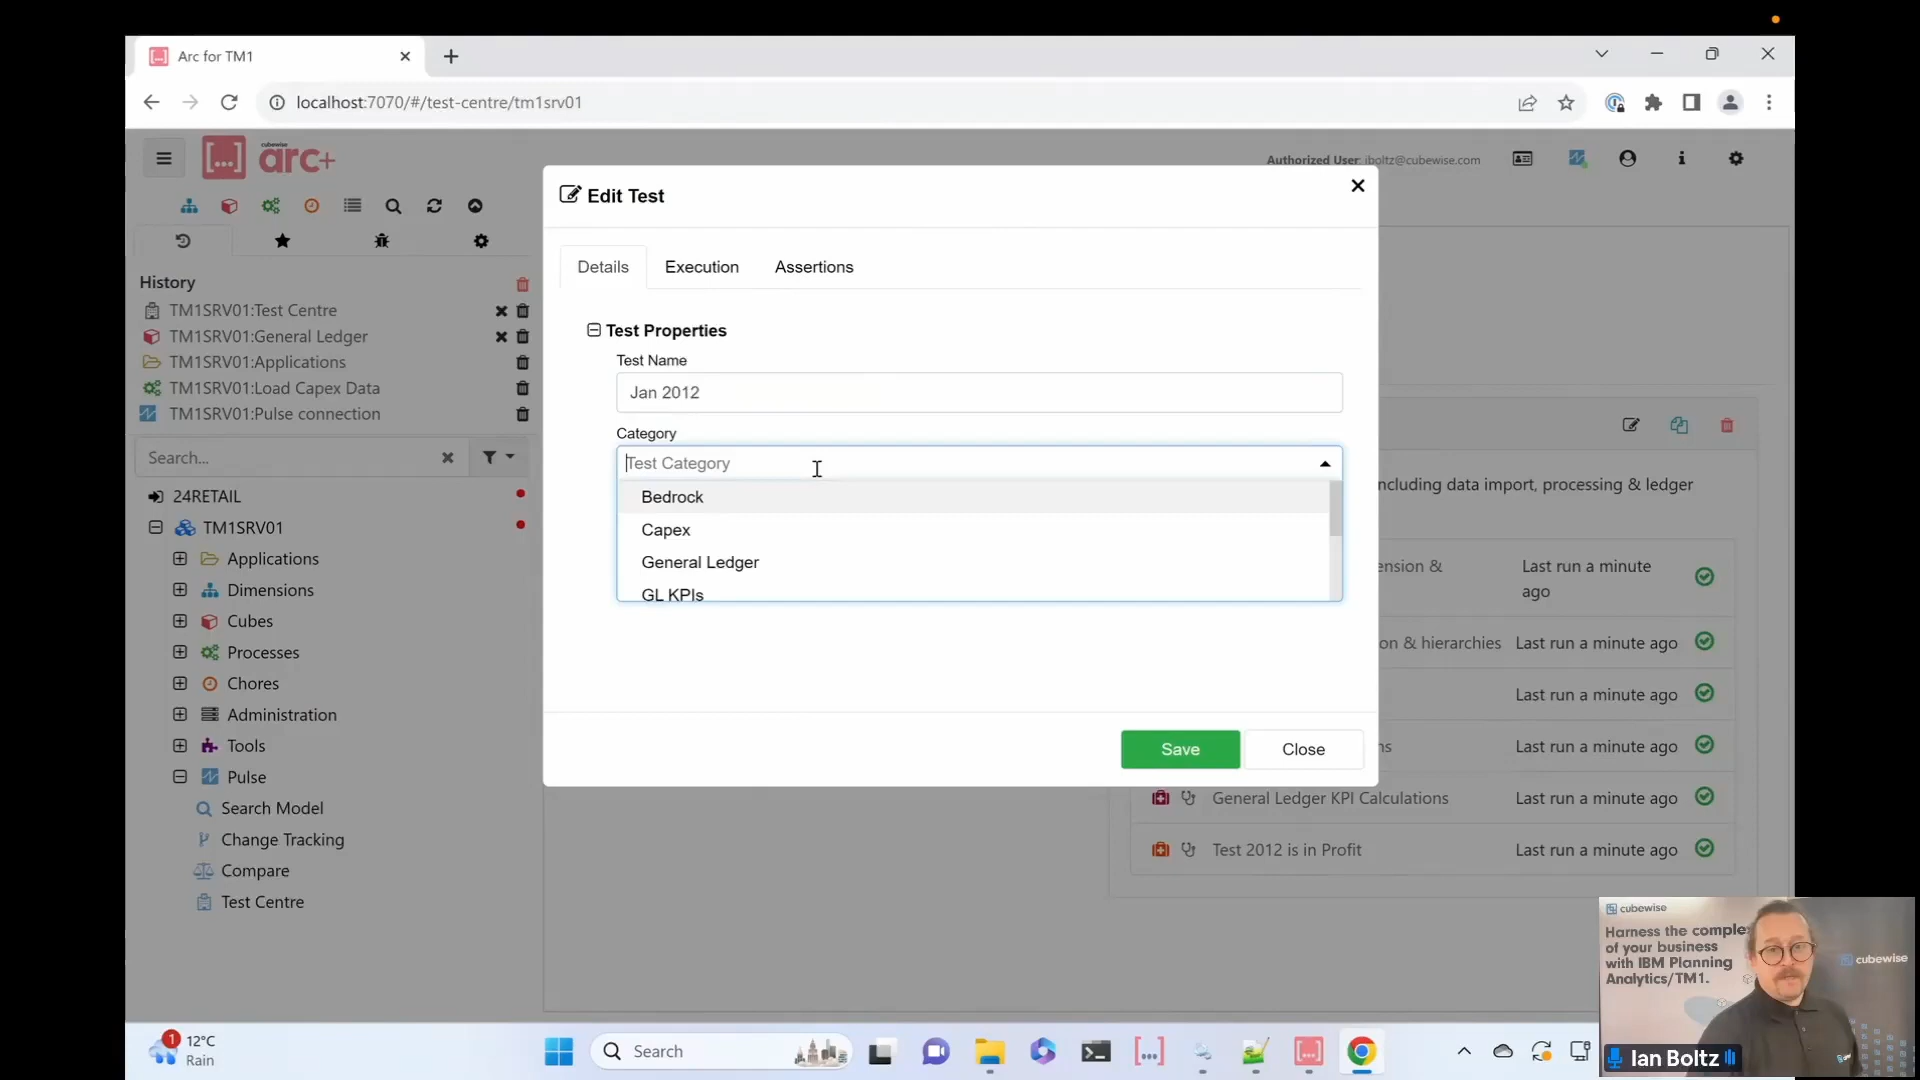 Arc for TM1
localhost:7070/#/test-centre/tm1srv01
cubewise
arc+
Authorized User: iboltz@cubewise.com
Edit Test
Details
Execution
Assertions
Test Properties
Test Name
Jan 2012
Category
Test Category
Bedrock
Capex
General Ledger
GL KPIs
Save
Close
History
TM1SRV01:Test Centre
TM1SRV01:General Ledger
TM1SRV01:Applications
TM1SRV01:Load Capex Data
TM1SRV01:Pulse connection
Search...
24RETAIL
TM1SRV01
Applications
Dimensions
Cubes
Processes
Chores
Administration
Tools
Pulse
Search Model
Change Tracking
Compare
Test Centre
ncluding data import, processing & ledger
ension &
Last run a minute
ago
on & hierarchies
Last run a minute ago
Last run a minute ago
ns
Last run a minute ago
General Ledger KPI Calculations
Last run a minute ago
Test 2012 is in Profit
Last run a minute ago
cubewise
Harness the comple
of your business
with IBM Planning
Analytics/TM1.
cubewise
Ian Boltz
1
12°C
Rain
Search